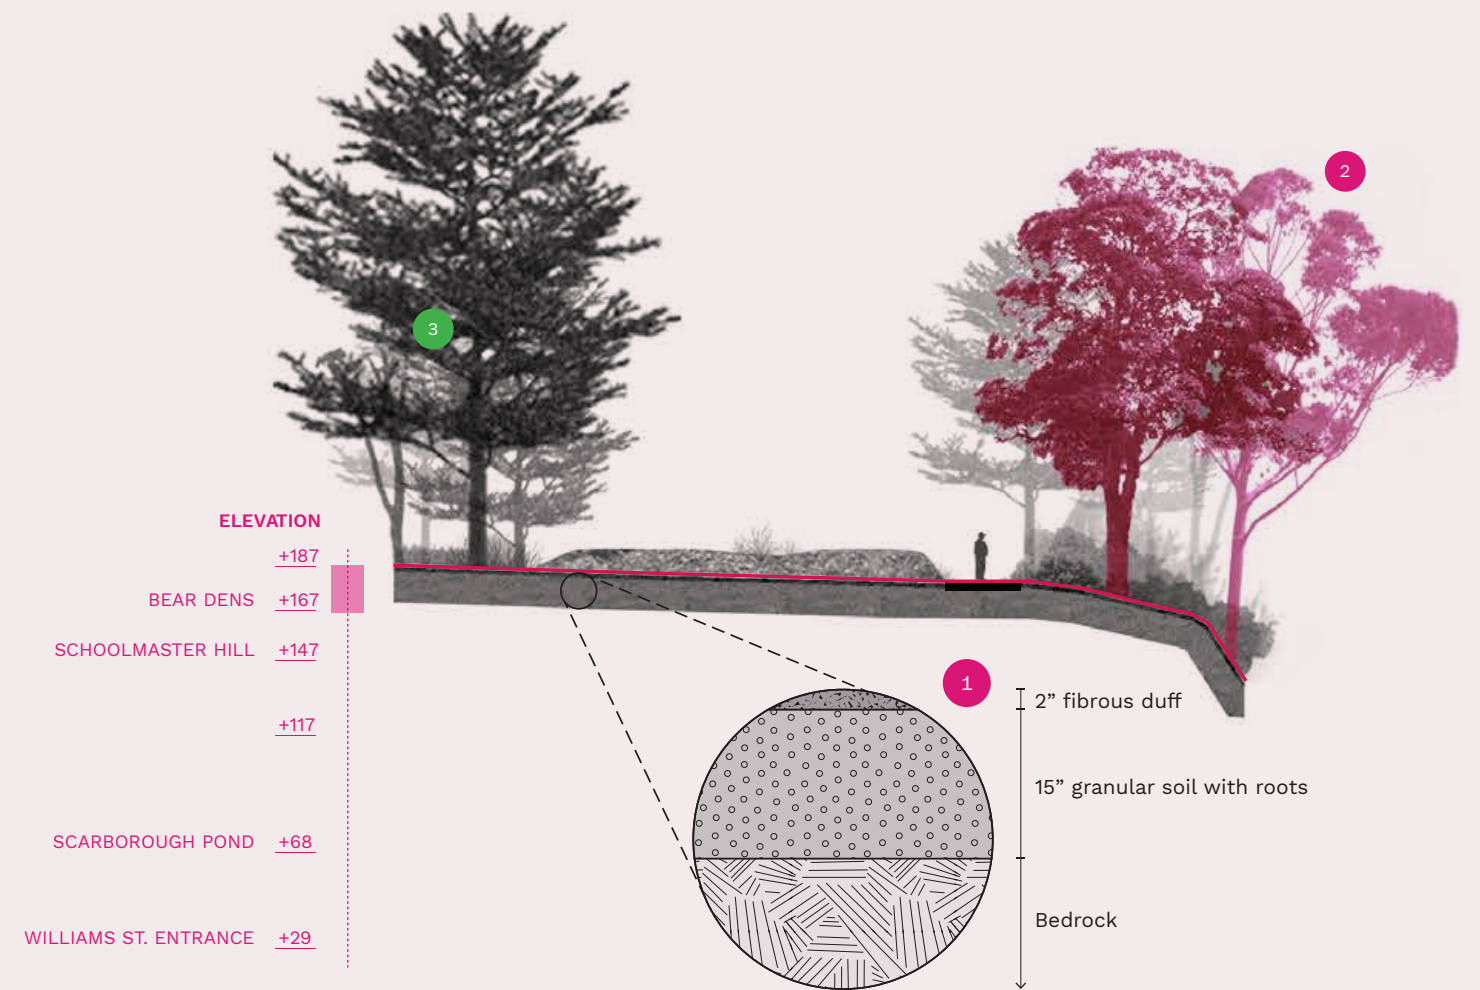 2
3
ELEVATION
+187
BEAR DENS +167
SCHOOLMASTER HILL +147
+117
SCARBOROUGH POND +68
WILLIAMS ST. ENTRANCE +29
1
2” fibrous duff
15” granular soil with roots
Bedrock